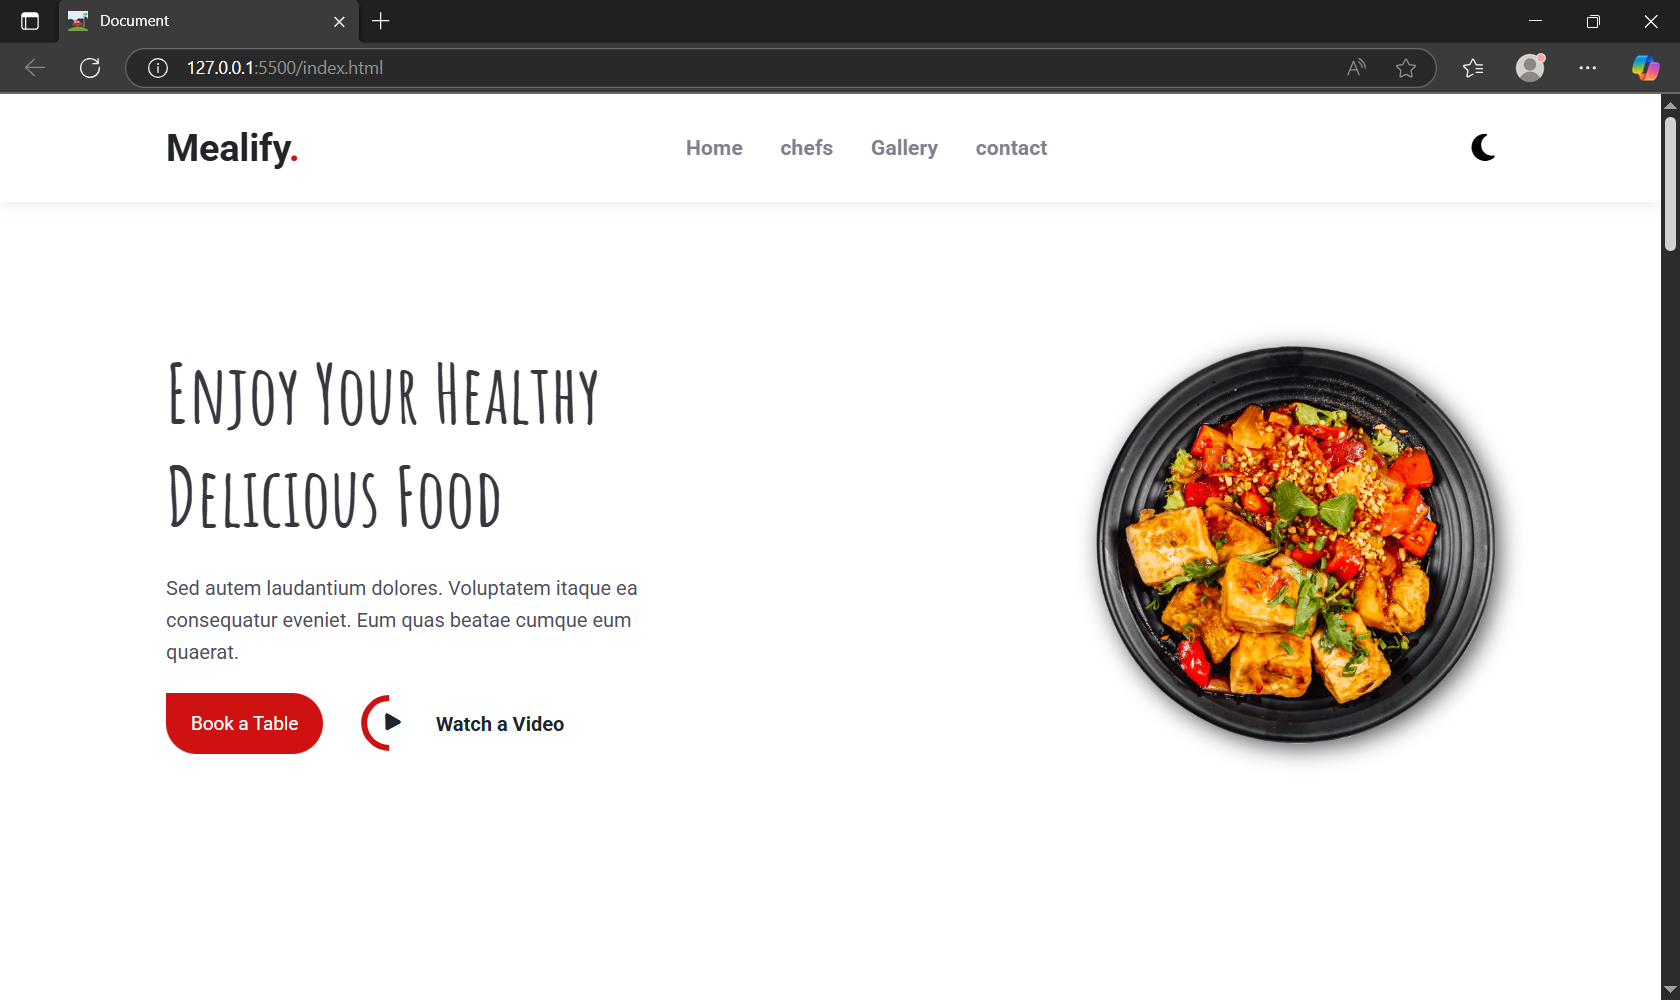 Document
127.0.0.1:5500/index.html
Mealify.
Home chefs Gallery contact
Enjoy Your Healthy
Delicious Food
Sed autem laudantium dolores. Voluptatem itaque ea
consequatur eveniet. Eum quas beatae cumque eum
quaerat.
Book a Table Watch a Video